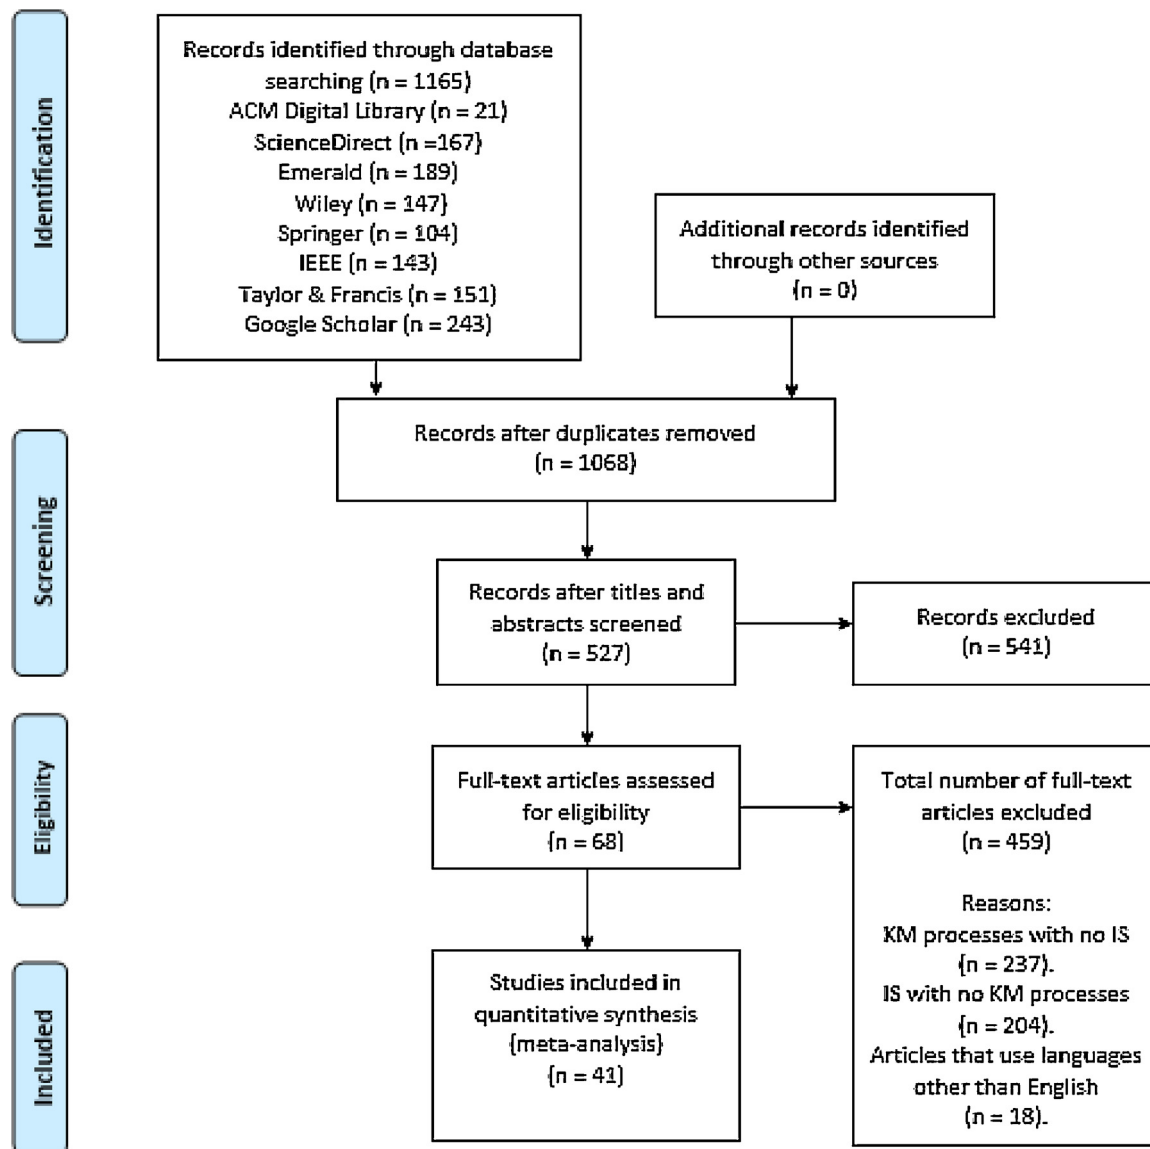 Identification
Records identified through database
searching (n = 1165)
ACM Digital Library (n = 21)
ScienceDirect (n =167)
Emerald (n = 189)
Wiley (n = 147)
Springer (n = 104)
IEEE (n = 143)
Taylor & Francis (n = 151)
Google Scholar (n = 243)
Additional records identified
through other sources
(n = 0)
Screening
Records after duplicates removed
(n = 1068)
Records after titles and
abstracts screened
(n = 527)
Records excluded
(n = 541)
Eligibility
Full-text articles assessed
for eligibility
(n = 68)
Total number of full-text
articles excluded
(n = 459)
Reasons:
KM processes with no IS
(n = 237).
IS with no KM processes
(n = 204).
Articles that use languages
other than English
(n = 18).
Included
Studies included in
quantitative synthesis
(meta-analysis)
(n = 41)